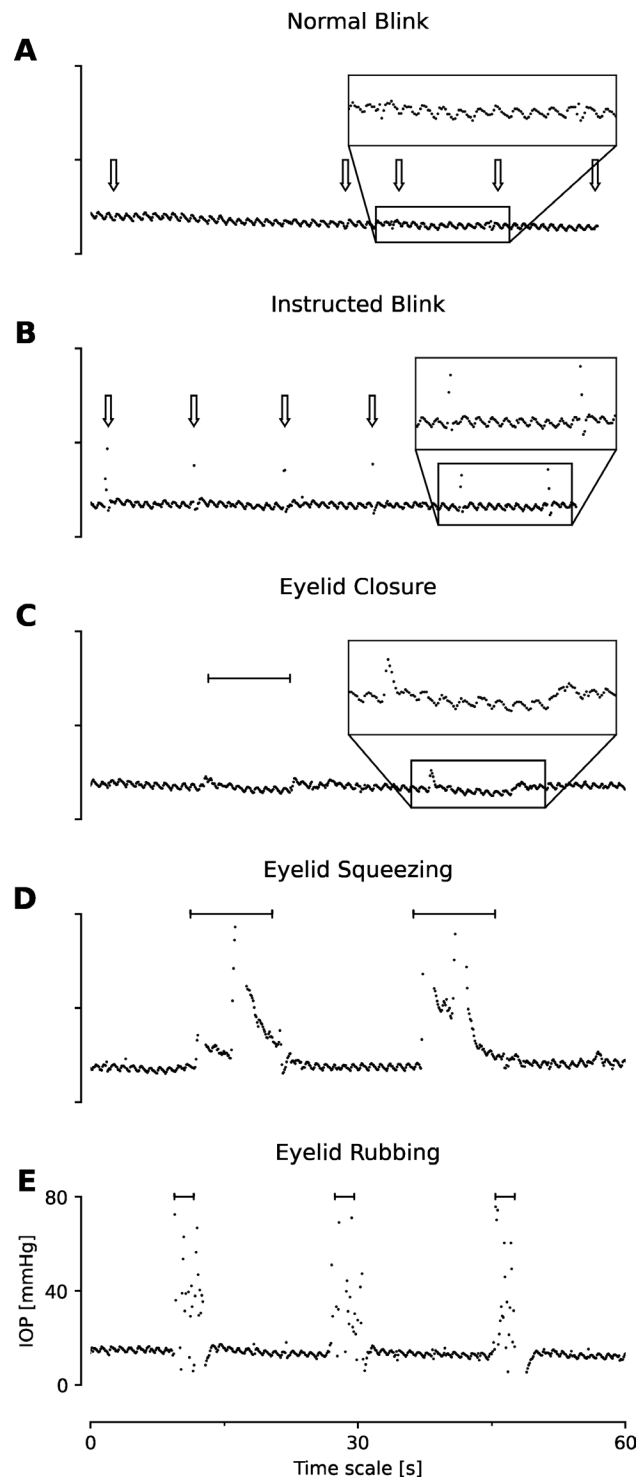 Normal Blink
A
Instructed Blink
B
Eyelid Closure
C
Eyelid Squeezing
D
Eyelid Rubbing
E
80
40
0
IOP [mmHg]
0 30 60
Time scale [s]